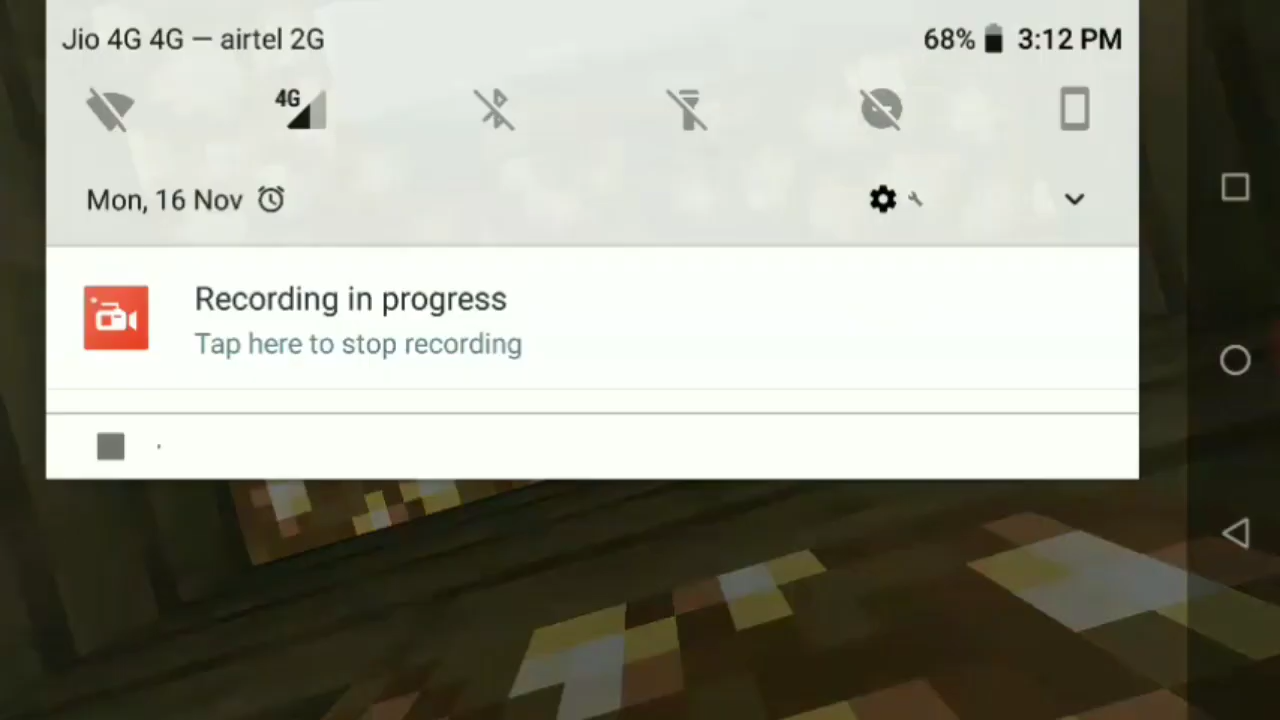 Jio 4G 4G — airtel 2G
68% 3:12 PM
4G
Mon, 16 Nov
Recording in progress
Tap here to stop recording